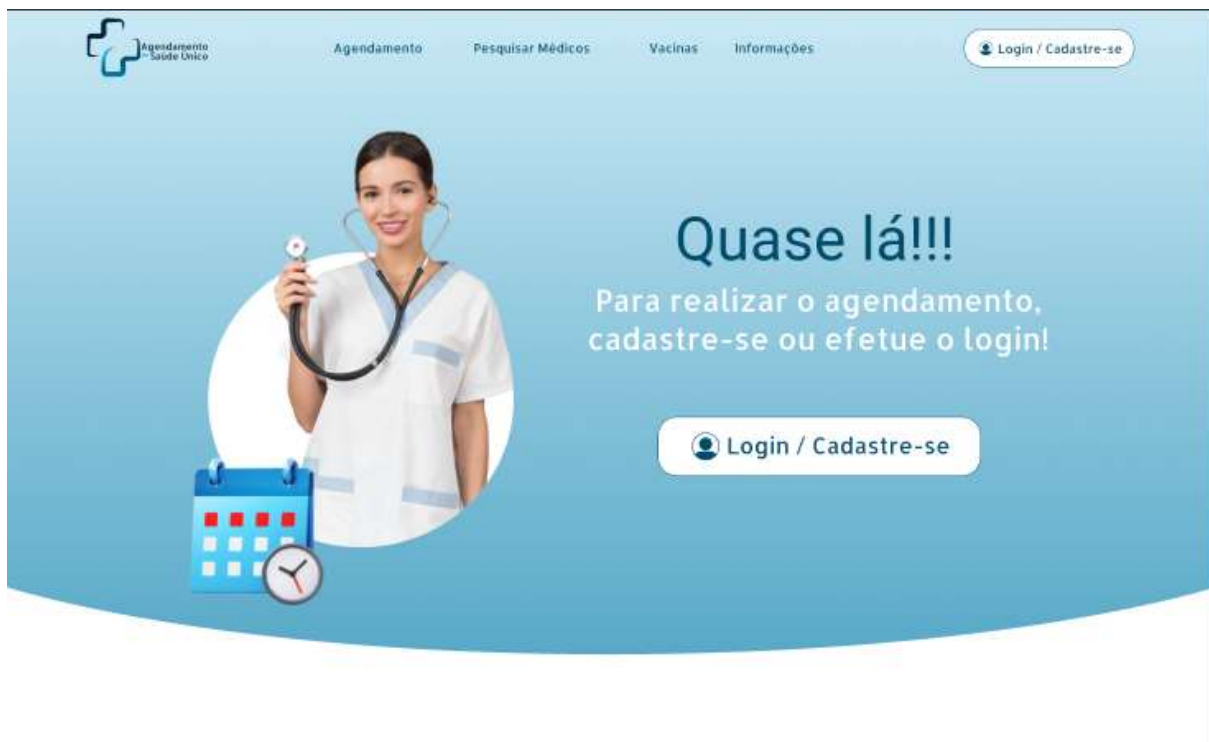 Agendamento
de Saúde Único
Agendamento
Pesquisar Médicos
Vacinas
Informações
Login / Cadastre-se
Quase lá!!!
Para realizar o agendamento,
cadastre-se ou efetue o login!
Login / Cadastre-se